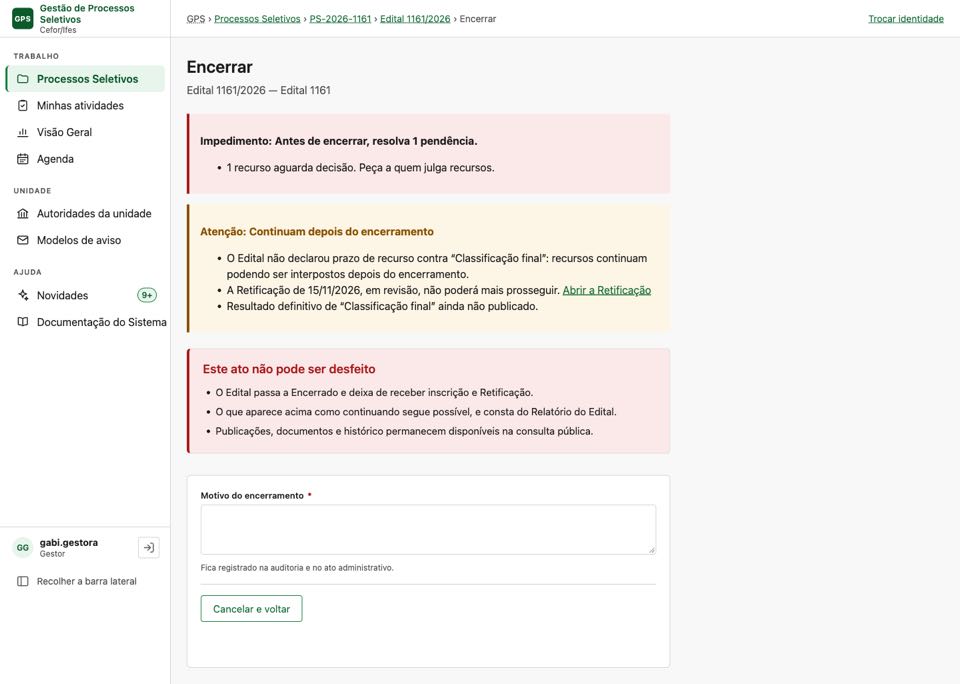 GPS
Gestão de Processos
Seletivos
Cefor/Ifes
GPS › Processos Seletivos › PS-2026-1161 › Edital 1161/2026 › Encerrar
Trocar identidade
TRABALHO
Processos Seletivos
Minhas atividades
Visão Geral
Agenda
UNIDADE
Autoridades da unidade
Modelos de aviso
AJUDA
Novidades
9+
Documentação do Sistema
GG
gabi.gestora
Gestor
Recolher a barra lateral
Encerrar
Edital 1161/2026 — Edital 1161
Impedimento: Antes de encerrar, resolva 1 pendência.
• 1 recurso aguarda decisão. Peça a quem julga recursos.
Atenção: Continuam depois do encerramento
• O Edital não declarou prazo de recurso contra “Classificação final”: recursos continuam
podendo ser interpostos depois do encerramento.
• A Retificação de 15/11/2026, em revisão, não poderá mais prosseguir. Abrir a Retificação
• Resultado definitivo de “Classificação final” ainda não publicado.
Este ato não pode ser desfeito
• O Edital passa a Encerrado e deixa de receber inscrição e Retificação.
• O que aparece acima como continuando segue possível, e consta do Relatório do Edital.
• Publicações, documentos e histórico permanecem disponíveis na consulta pública.
Motivo do encerramento *
Fica registrado na auditoria e no ato administrativo.
Cancelar e voltar